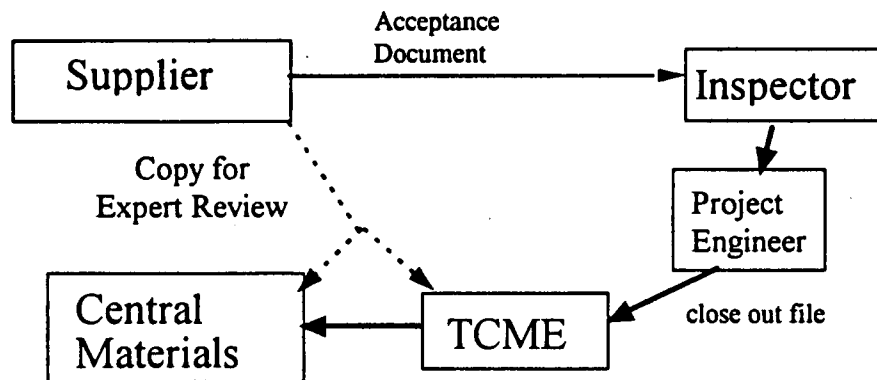 Acceptance
Document
Supplier
Inspector
Copy for
Expert Review
Project
Engineer
close out file
Central
Materials
TCME